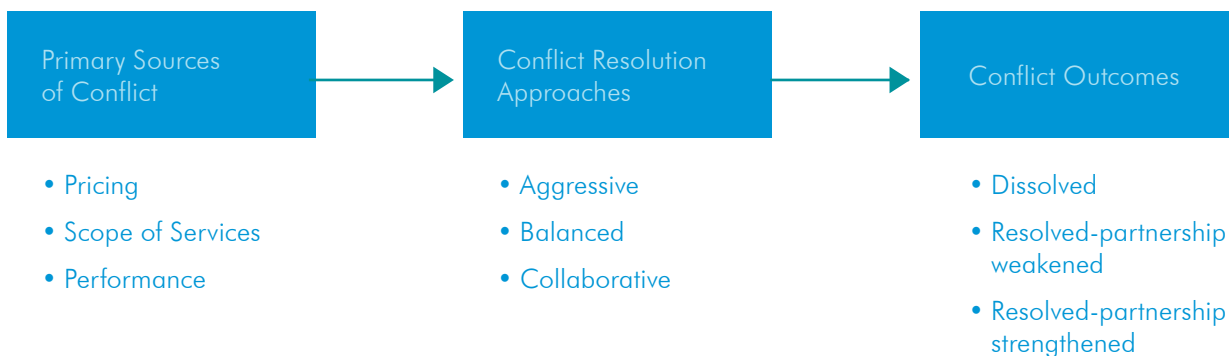 Primary Sources
of Conflict
• Pricing
• Scope of Services
• Performance
Conflict Resolution
Approaches
• Aggressive
• Balanced
• Collaborative
Conflict Outcomes
• Dissolved
• Resolved-partnership
weakened
• Resolved-partnership
strengthened